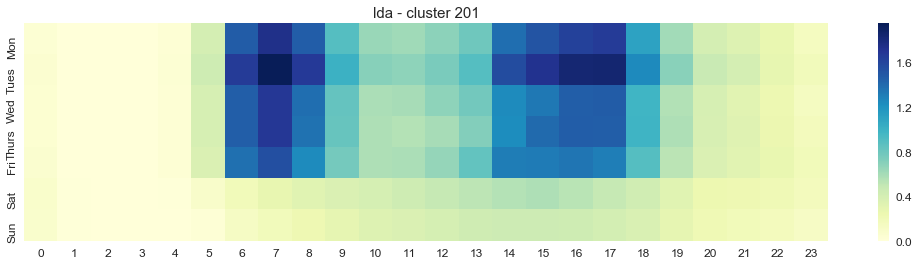 lda - cluster 201
Mon
Tues
Wed
Thurs
Fri
Sat
Sun
0 1 2 3 4 5 6 7 8 9 10 11 12 13 14 15 16 17 18 19 20 21 22 23
1.6
1.2
0.8
0.4
0.0